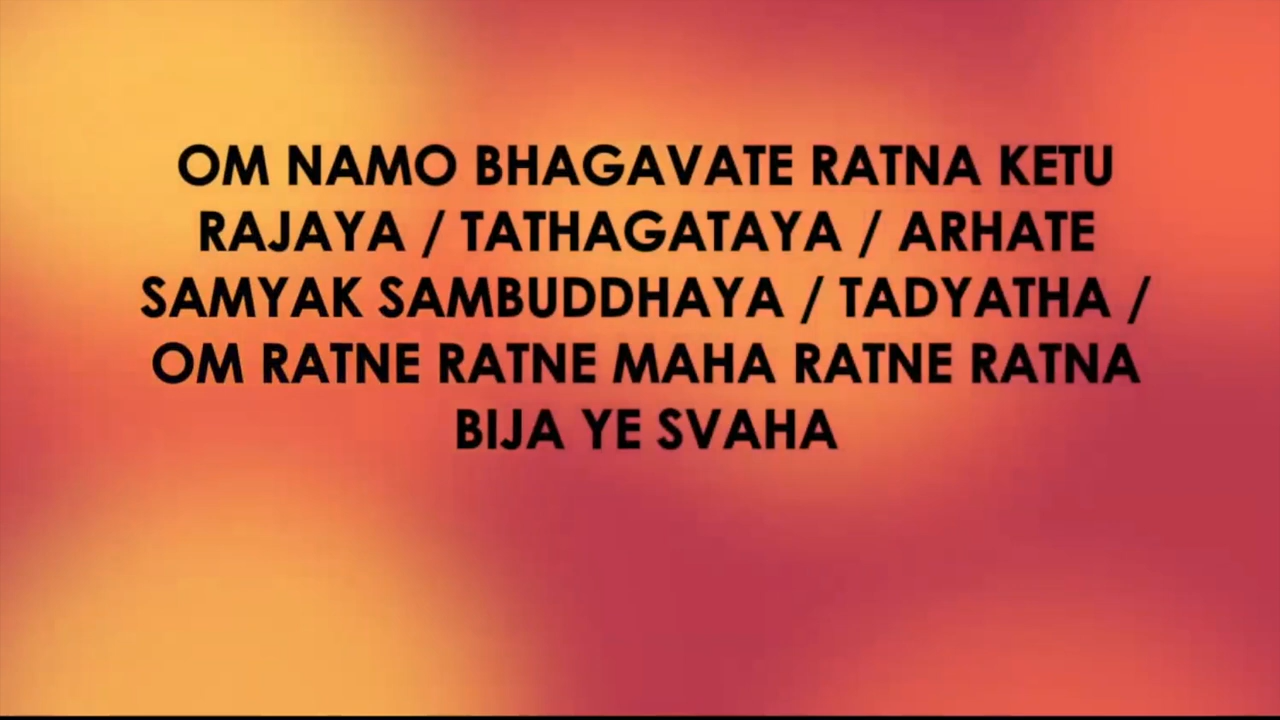 OM NAMO BHAGAVATE RATNA KETU
RAJAYA / TATHAGATAYA / ARHATE
SAMYAK SAMBUDDHAYA / TADYATHA /
OM RATNE RATNE MAHA RATNE RATNA
BIJA YE SVAHA